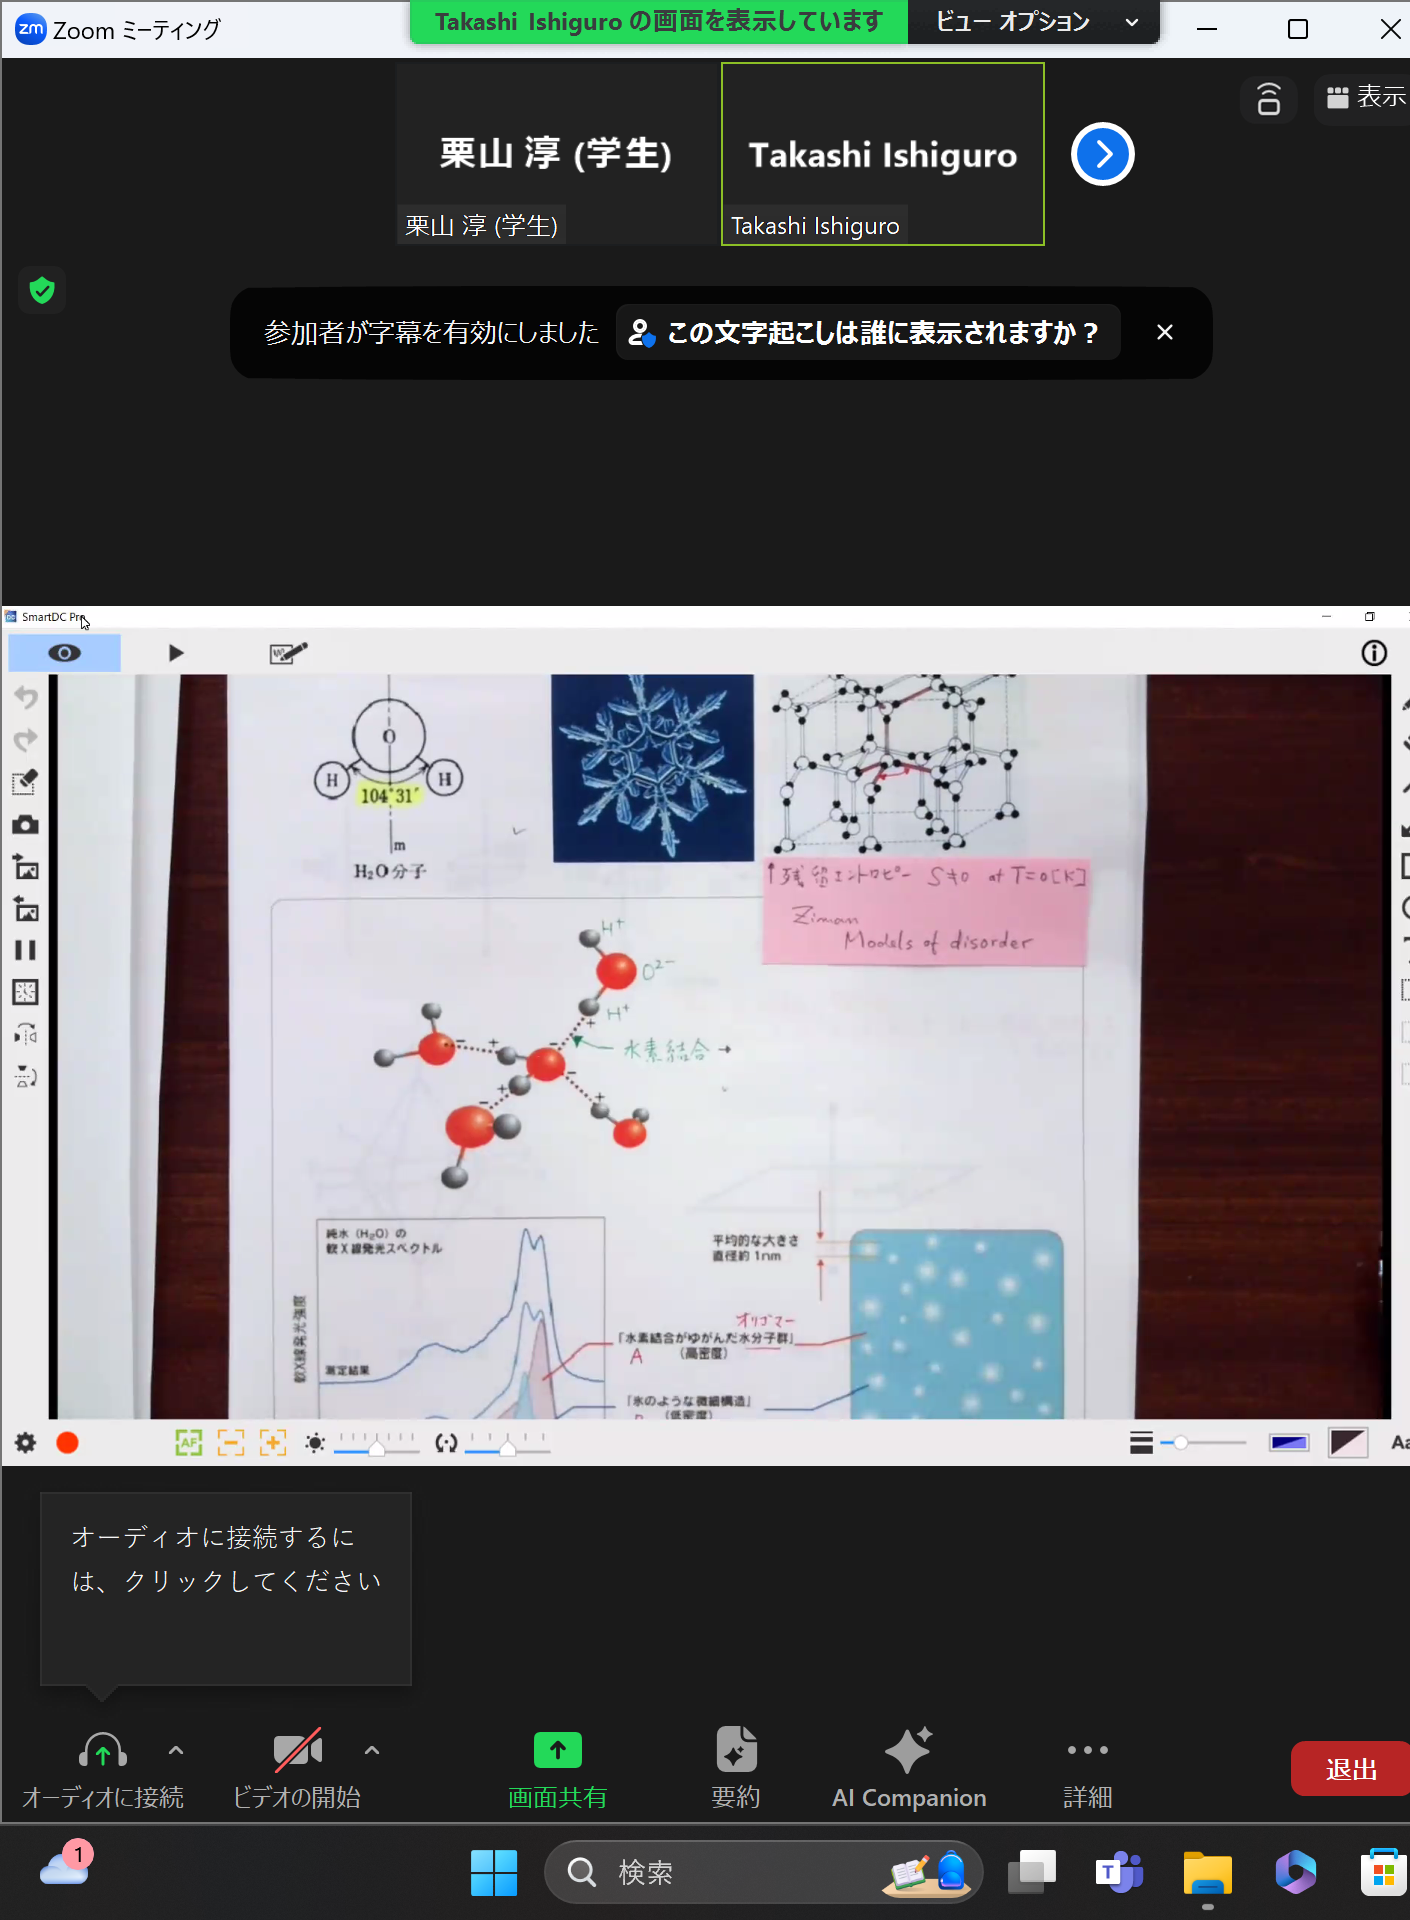 zm Zoom ミーティング
Takashi Ishiguro の画面を表示しています
ビュー オプション
栗山 淳 (学生)
栗山 淳 (学生)
Takashi Ishiguro
Takashi Ishiguro
表示
参加者が字幕を有効にしました
この文字起こしは誰に表示されますか？
SmartDC Pro
O
H
H
104°31′
m
H₂O分子
↑残留エントロピー S≠0 at T=0[K]
Ziman
Models of disorder
H⁺
O²⁻
H⁺
水素結合
純水（H₂O）の
軟X線発光スペクトル
軟X線発光強度
測定結果
平均的な大きさ
直径約1nm
オリゴマー
「水素結合がゆがんだ水分子群」
A
（高密度）
「氷のような微細構造」
（低密度）
AF
Aa
オーディオに接続するに
は、クリックしてください
オーディオに接続
ビデオの開始
画面共有
要約
AI Companion
詳細
退出
1
検索
T